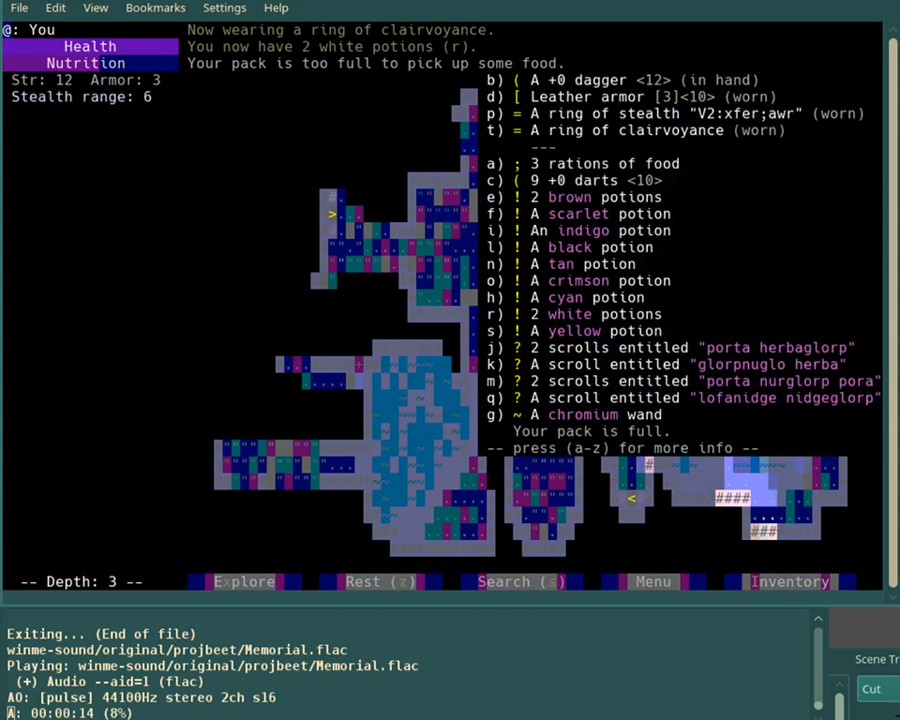 File Edit View Bookmarks Settings Help
@: You
Now wearing a ring of clairvoyance.
Health
You now have 2 white potions (r).
Nutrition
Your pack is too full to pick up some food.
Str: 12 Armor: 3
b) ( A +0 dagger <12> (in hand)
Stealth range: 6
d) [ Leather armor [3]<10> (worn)
p) = A ring of stealth "V2:xfer;awr" (worn)
t) = A ring of clairvoyance (worn)
---
a) ; 3 rations of food
c) ( 9 +0 darts <10>
e) ! 2 brown potions
f) ! A scarlet potion
i) ! An indigo potion
l) ! A black potion
n) ! A tan potion
o) ! A crimson potion
h) ! A cyan potion
r) ! 2 white potions
s) ! A yellow potion
j) ? 2 scrolls entitled "porta herbaglorp"
k) ? A scroll entitled "glorpnuglo herba"
m) ? 2 scrolls entitled "porta nurglorp pora"
q) ? A scroll entitled "lofanidge nidgeglorp"
g) ~ A chromium wand
Your pack is full.
-- press (a-z) for more info --
-- Depth: 3 -- Explore Rest (z) Search (s) Menu Inventory
Exiting... (End of file)
winme-sound/original/projbeet/Memorial.flac
Playing: winme-sound/original/projbeet/Memorial.flac
(+) Audio --aid=1 (flac)
AO: [pulse] 44100Hz stereo 2ch s16
A: 00:00:14 (8%)
Scene Tr
Cut